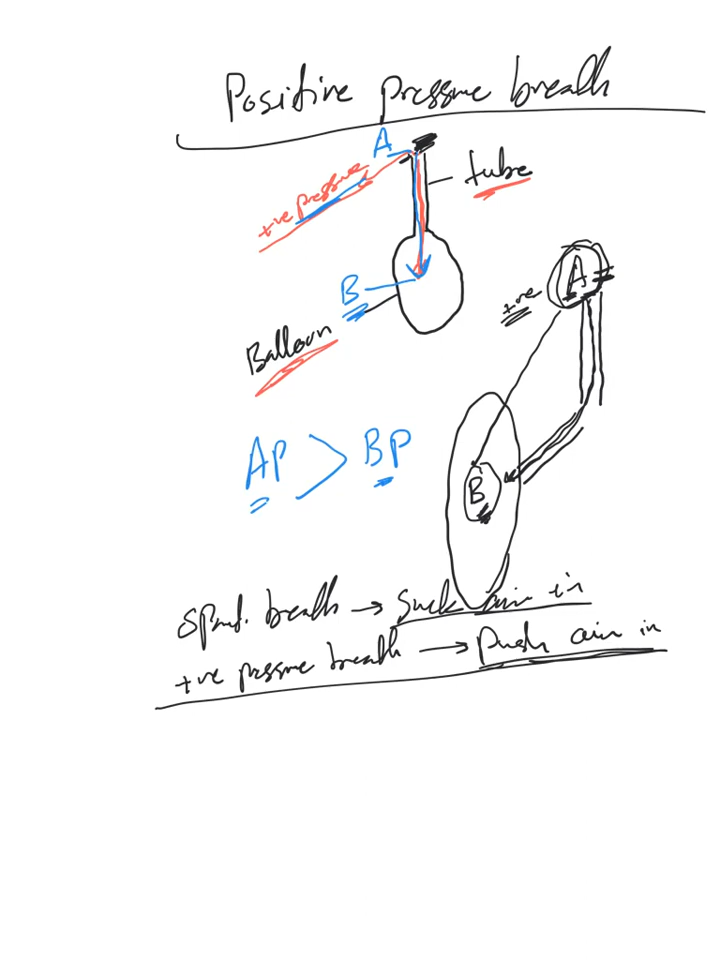 Positive pressure breath
A
tube
+ve pressure
B
Balloon
A
+ve
AP > BP
B
Spont. breath → Suck air in
+ve pressure breath → Push air in